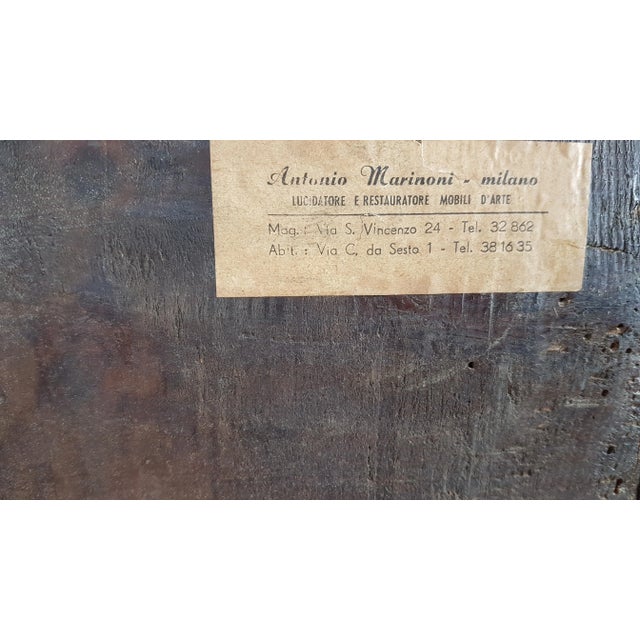 Antonio Marinoni - milano
LUCIDATORE E RESTAURATORE MOBILI D'ARTE
Mag. : Via S. Vincenzo 24 - Tel. 32 862
Abit. : Via C, da Sesto 1 - Tel. 38 16 35